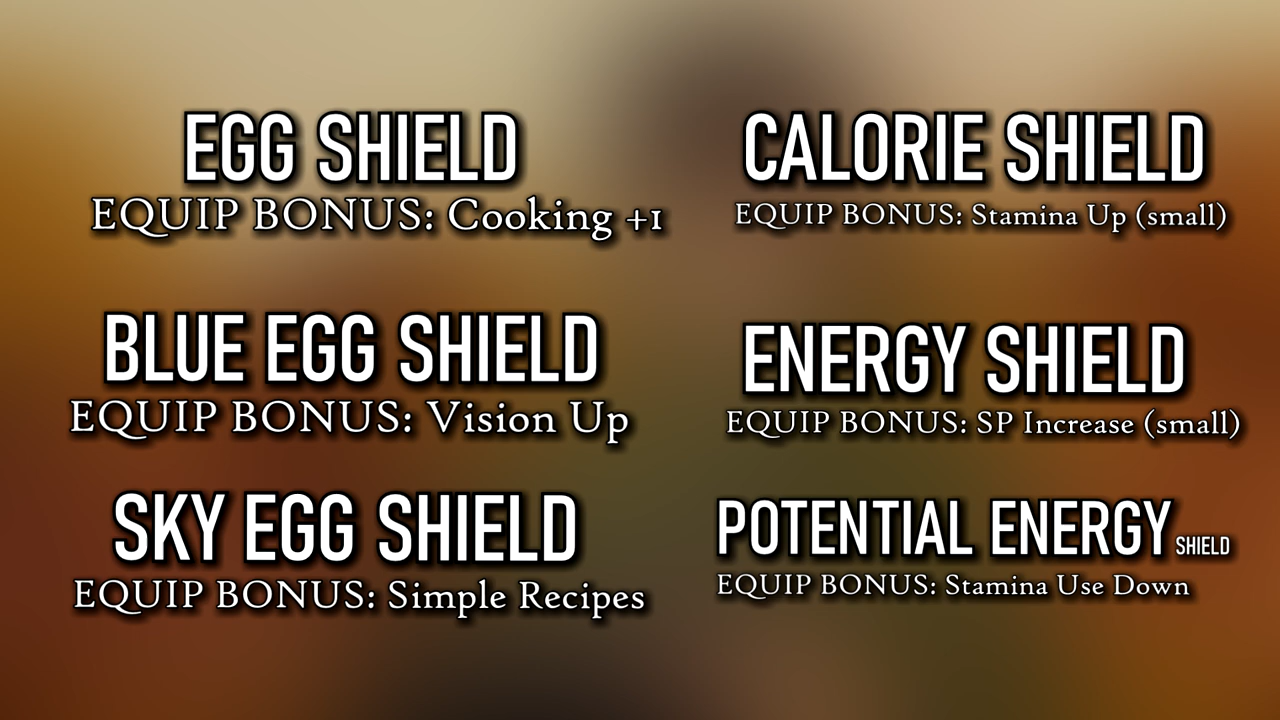 EGG SHIELD
EQUIP BONUS: Cooking +1
BLUE EGG SHIELD
EQUIP BONUS: Vision Up
SKY EGG SHIELD
EQUIP BONUS: Simple Recipes
CALORIE SHIELD
EQUIP BONUS: Stamina Up (small)
ENERGY SHIELD
EQUIP BONUS: SP Increase (small)
POTENTIAL ENERGY SHIELD
EQUIP BONUS: Stamina Use Down